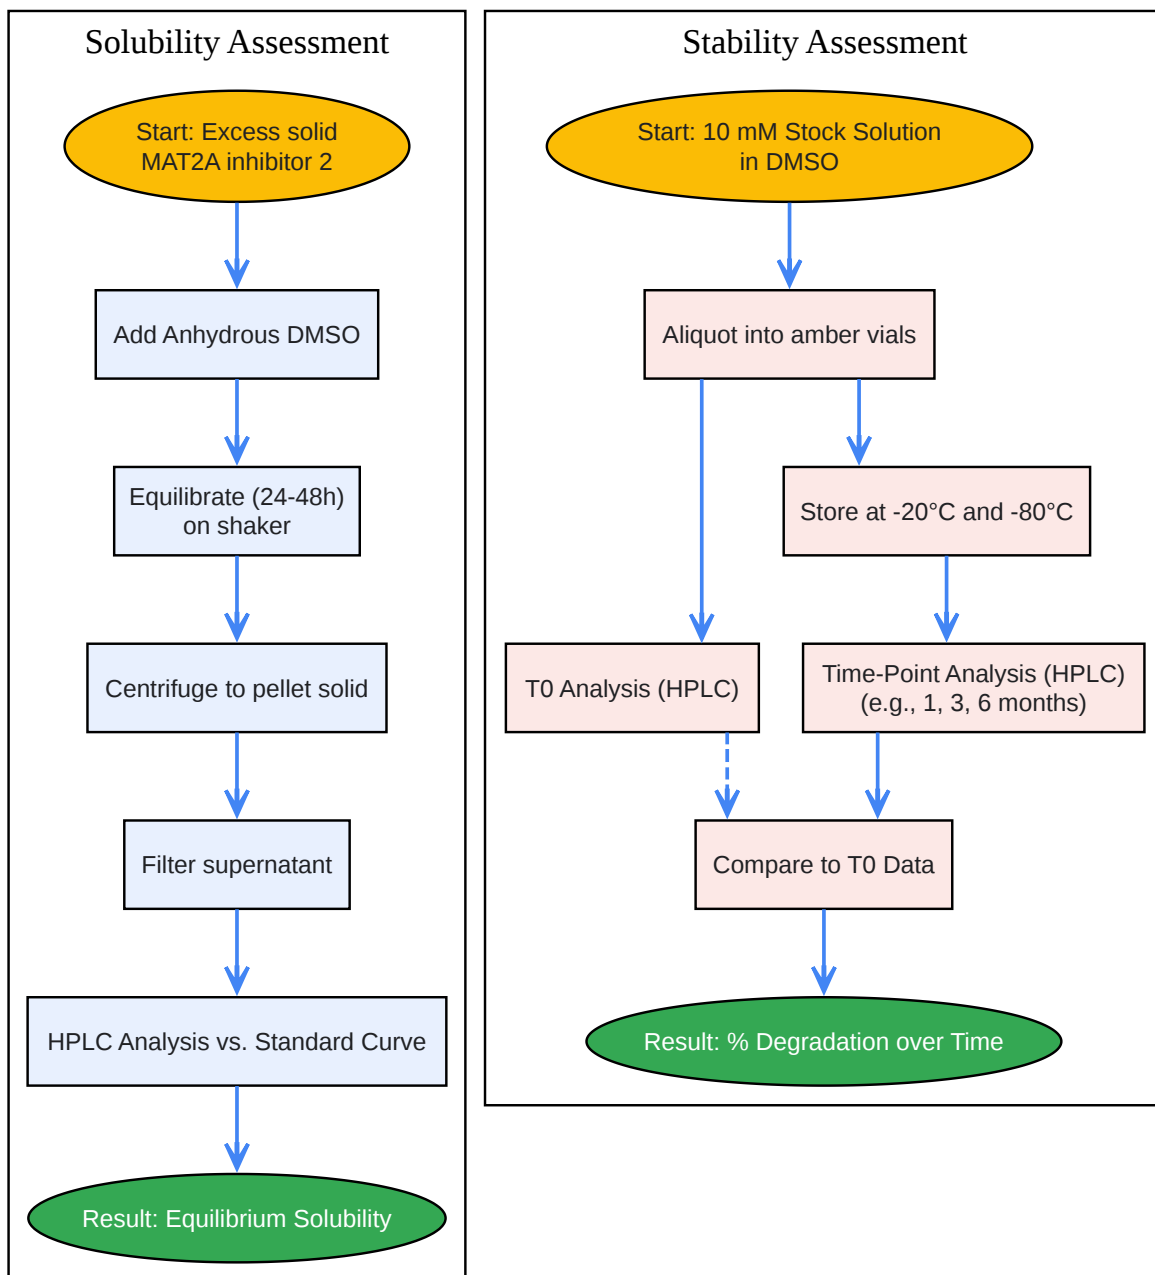 Solubility Assessment
Start: Excess solid
MAT2A inhibitor 2
Add Anhydrous DMSO
Equilibrate (24-48h)
on shaker
Centrifuge to pellet solid
Filter supernatant
HPLC Analysis vs. Standard Curve
Result: Equilibrium Solubility
Stability Assessment
Start: 10 mM Stock Solution
in DMSO
Aliquot into amber vials
Store at -20°C and -80°C
T0 Analysis (HPLC)
Time-Point Analysis (HPLC)
(e.g., 1, 3, 6 months)
Compare to T0 Data
Result: % Degradation over Time